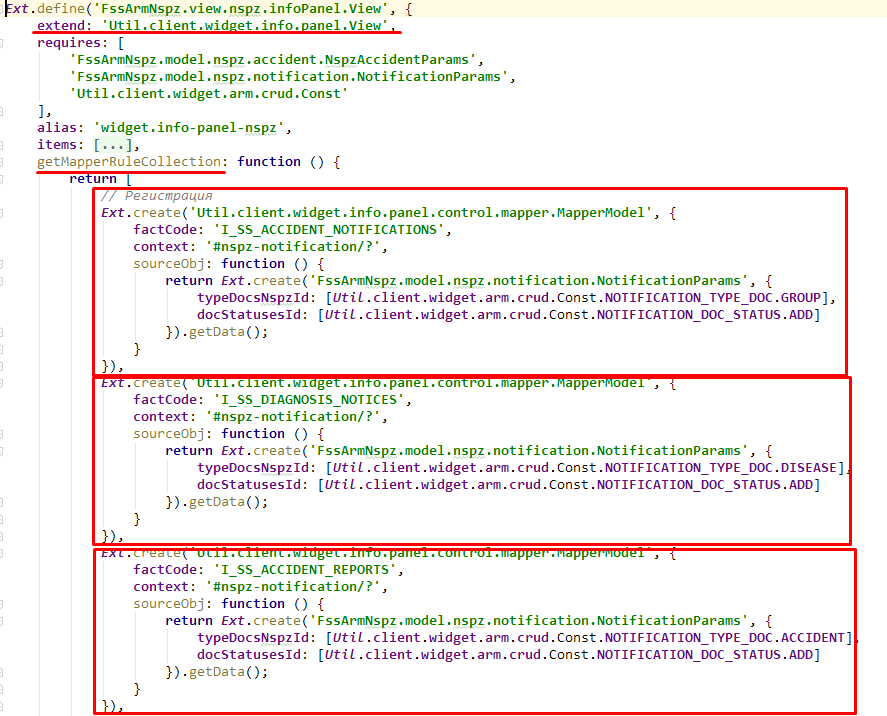 Ext.define('FssArmNspz.view.nspz.infoPanel.View', {
    extend: 'Util.client.widget.info.panel.View',
    requires: [
        'FssArmNspz.model.nspz.accident.NspzAccidentParams',
        'FssArmNspz.model.nspz.notification.NotificationParams',
        'Util.client.widget.arm.crud.Const'
    ],
    alias: 'widget.info-panel-nspz',
    items: [...],
    getMapperRuleCollection: function () {
        return [
            // Регистрация
            Ext.create('Util.client.widget.info.panel.control.mapper.MapperModel', {
                factCode: 'I_SS_ACCIDENT_NOTIFICATIONS',
                context: '#nspz-notification/?',
                sourceObj: function () {
                    return Ext.create('FssArmNspz.model.nspz.notification.NotificationParams', {
                        typeDocsNspzId: [Util.client.widget.arm.crud.Const.NOTIFICATION_TYPE_DOC.GROUP],
                        docStatusesId: [Util.client.widget.arm.crud.Const.NOTIFICATION_DOC_STATUS.ADD]
                    }).getData();
                }
            }),
            Ext.create('Util.client.widget.info.panel.control.mapper.MapperModel', {
                factCode: 'I_SS_DIAGNOSIS_NOTICES',
                context: '#nspz-notification/?',
                sourceObj: function () {
                    return Ext.create('FssArmNspz.model.nspz.notification.NotificationParams', {
                        typeDocsNspzId: [Util.client.widget.arm.crud.Const.NOTIFICATION_TYPE_DOC.DISEASE],
                        docStatusesId: [Util.client.widget.arm.crud.Const.NOTIFICATION_DOC_STATUS.ADD]
                    }).getData();
                }
            }),
            Ext.create('Util.client.widget.info.panel.control.mapper.MapperModel', {
                factCode: 'I_SS_ACCIDENT_REPORTS',
                context: '#nspz-notification/?',
                sourceObj: function () {
                    return Ext.create('FssArmNspz.model.nspz.notification.NotificationParams', {
                        typeDocsNspzId: [Util.client.widget.arm.crud.Const.NOTIFICATION_TYPE_DOC.ACCIDENT],
                        docStatusesId: [Util.client.widget.arm.crud.Const.NOTIFICATION_DOC_STATUS.ADD]
                    }).getData();
                }
            }),